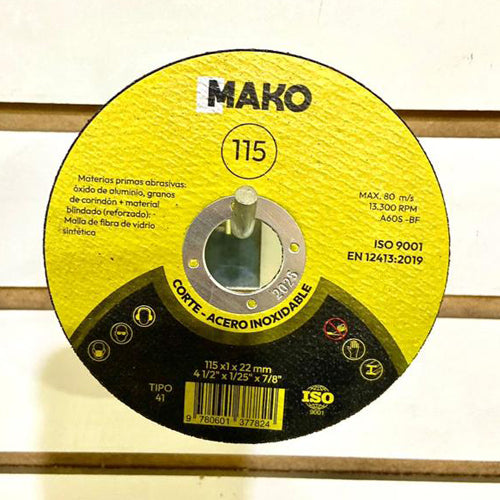 MAKO
115
Materias primas abrasivas:
óxido de aluminio, granos
de corindón + material
blindado (reforzado):
Malla de fibra de vidrio
sintética
MAX. 80 m/s
13.300 RPM
A60S -BF
ISO 9001
EN 12413:2019
2025
CORTE - ACERO INOXIDABLE
115 x1 x 22 mm
4 1/2" x 1/25" x 7/8"
TIPO
41
9 780601 377824
ISO
9001